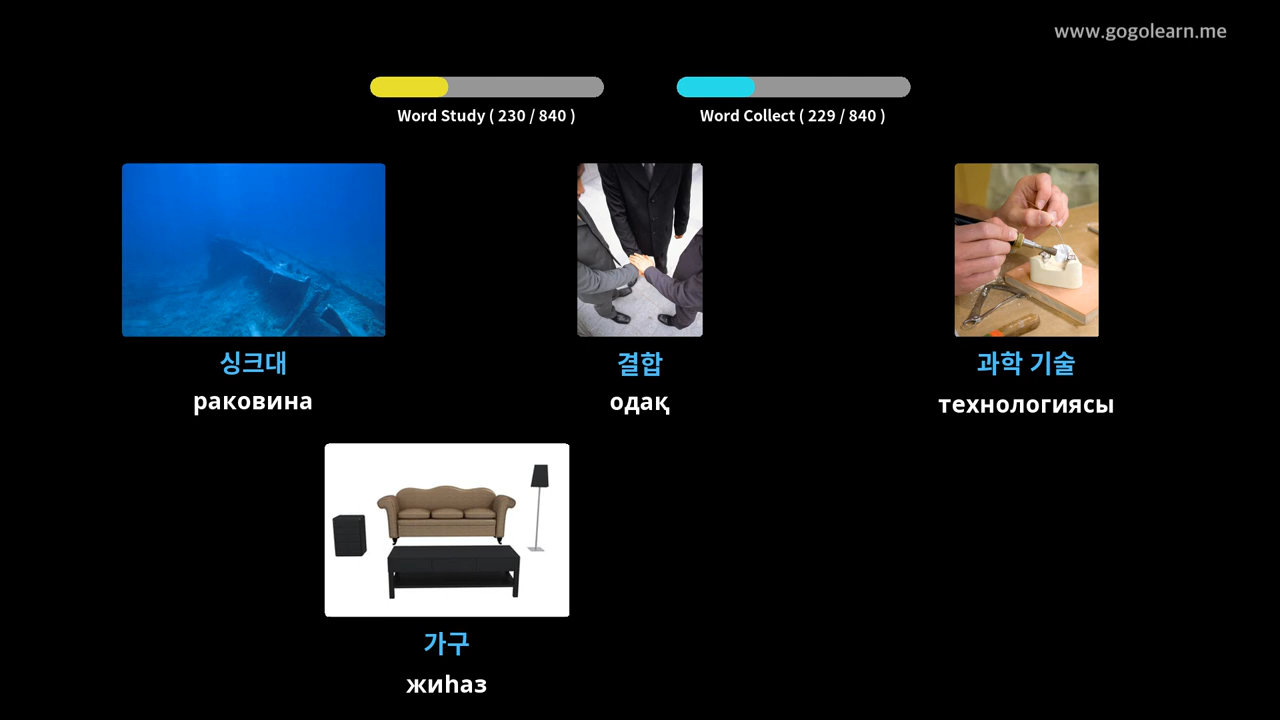 www.gogolearn.me
Word Study ( 230 / 840 )
Word Collect ( 229 / 840 )
싱크대
раковина
결합
одақ
과학 기술
технологиясы
가구
жиһаз